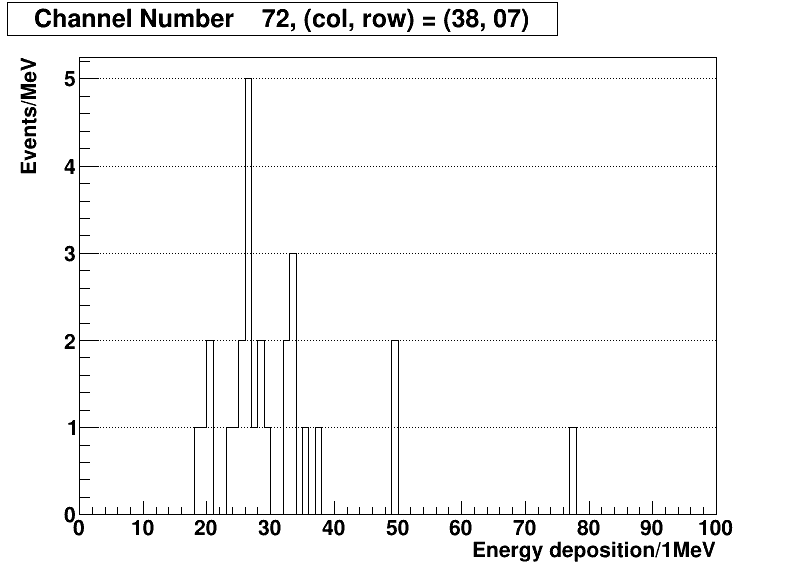 Channel Number 72, (col, row) = (38, 07)
Events/MeV
5
4
3
2
1
0
0 10 20 30 40 50 60 70 80 90 100
Energy deposition/1MeV